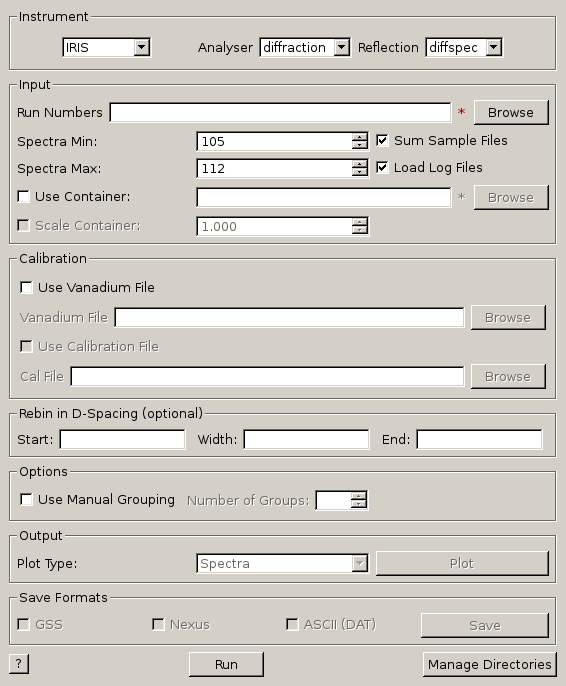 Instrument
IRIS Analyser diffraction Reflection diffspec
Input
Run Numbers * Browse
Spectra Min: 105 Sum Sample Files
Spectra Max: 112 Load Log Files
Use Container: * Browse
Scale Container: 1.000
Calibration
Use Vanadium File
Vanadium File Browse
Use Calibration File
Cal File Browse
Rebin in D-Spacing (optional)
Start: Width: End:
Options
Use Manual Grouping Number of Groups:
Output
Plot Type: Spectra Plot
Save Formats
GSS Nexus ASCII (DAT) Save
? Run Manage Directories